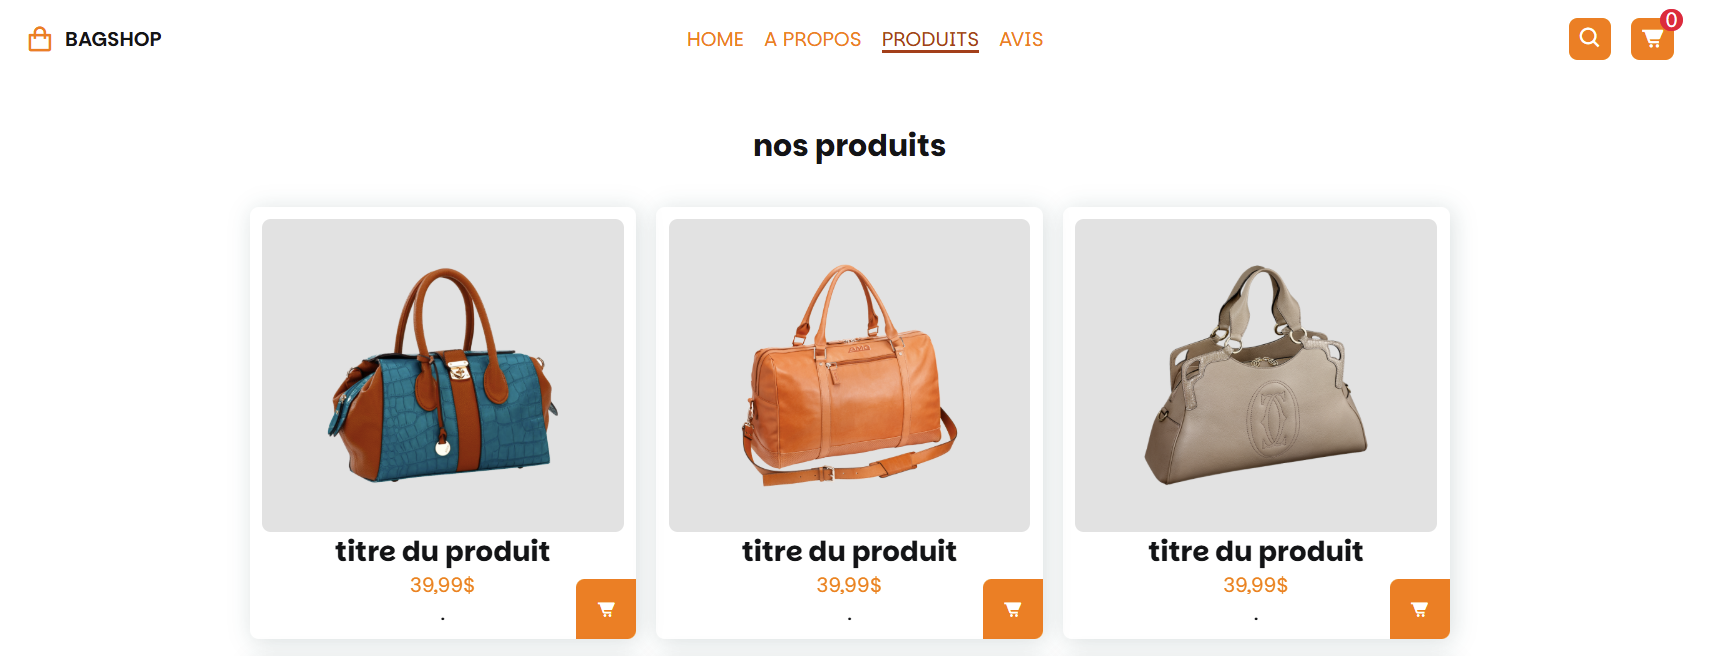 BAGSHOP HOME A PROPOS PRODUITS AVIS 0
nos produits
titre du produit titre du produit titre du produit
39,99$ 39,99$ 39,99$
. . .